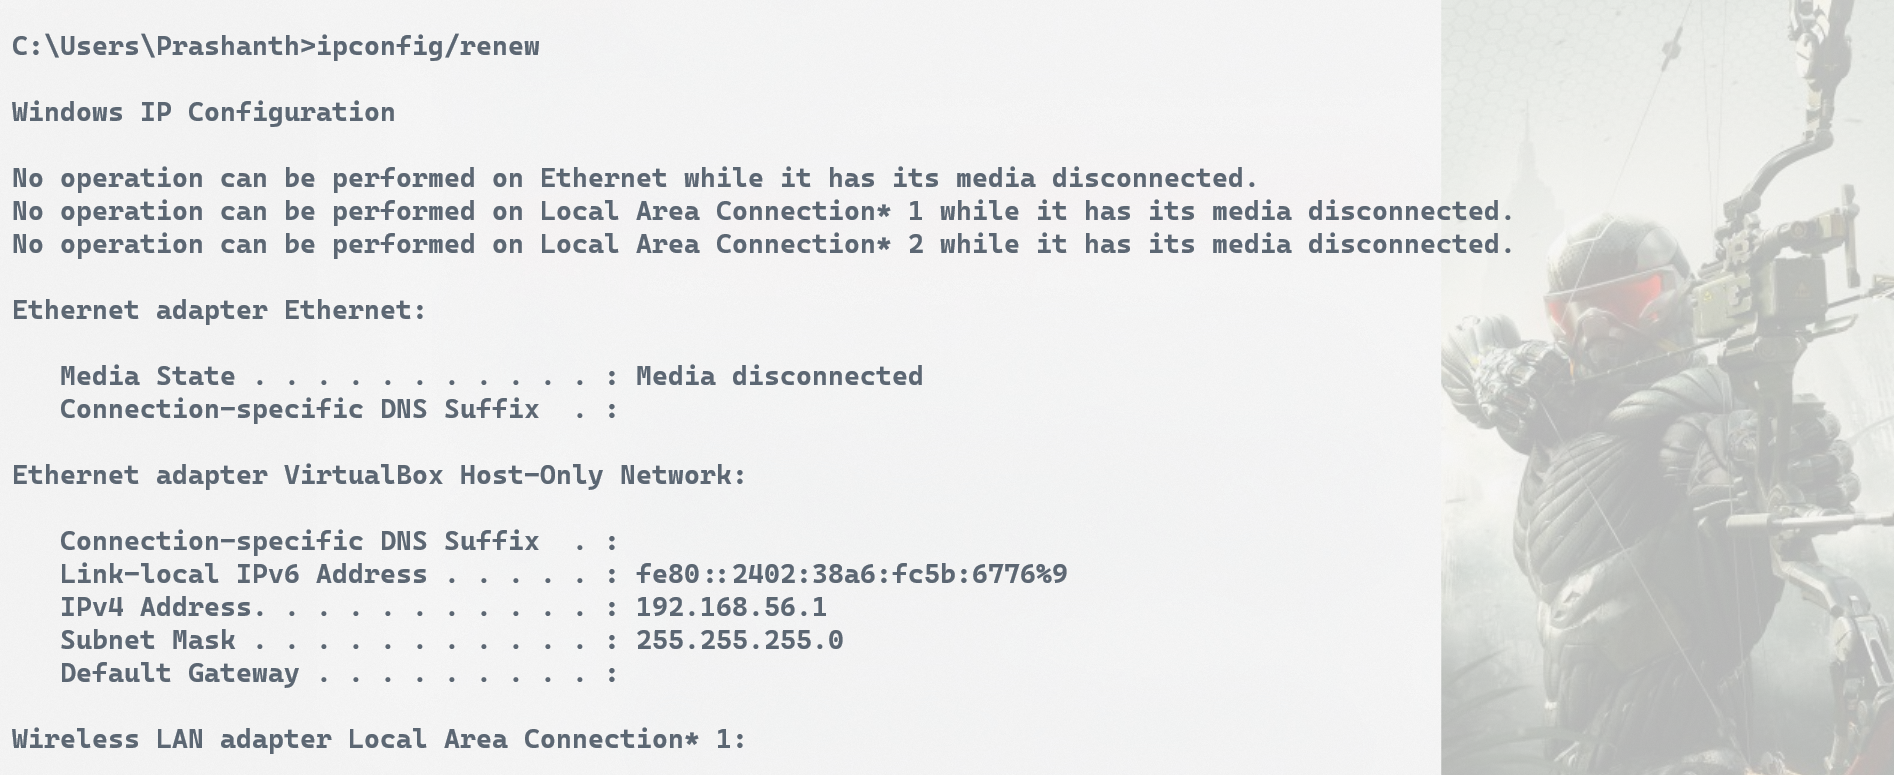 C:\Users\Prashanth>ipconfig/renew
Windows IP Configuration
No operation can be performed on Ethernet while it has its media disconnected.
No operation can be performed on Local Area Connection* 1 while it has its media disconnected.
No operation can be performed on Local Area Connection* 2 while it has its media disconnected.
Ethernet adapter Ethernet:
   Media State . . . . . . . . . . . : Media disconnected
   Connection-specific DNS Suffix  . :
Ethernet adapter VirtualBox Host-Only Network:
   Connection-specific DNS Suffix  . :
   Link-local IPv6 Address . . . . . : fe80::2402:38a6:fc5b:6776%9
   IPv4 Address. . . . . . . . . . . : 192.168.56.1
   Subnet Mask . . . . . . . . . . . : 255.255.255.0
   Default Gateway . . . . . . . . . :
Wireless LAN adapter Local Area Connection* 1: